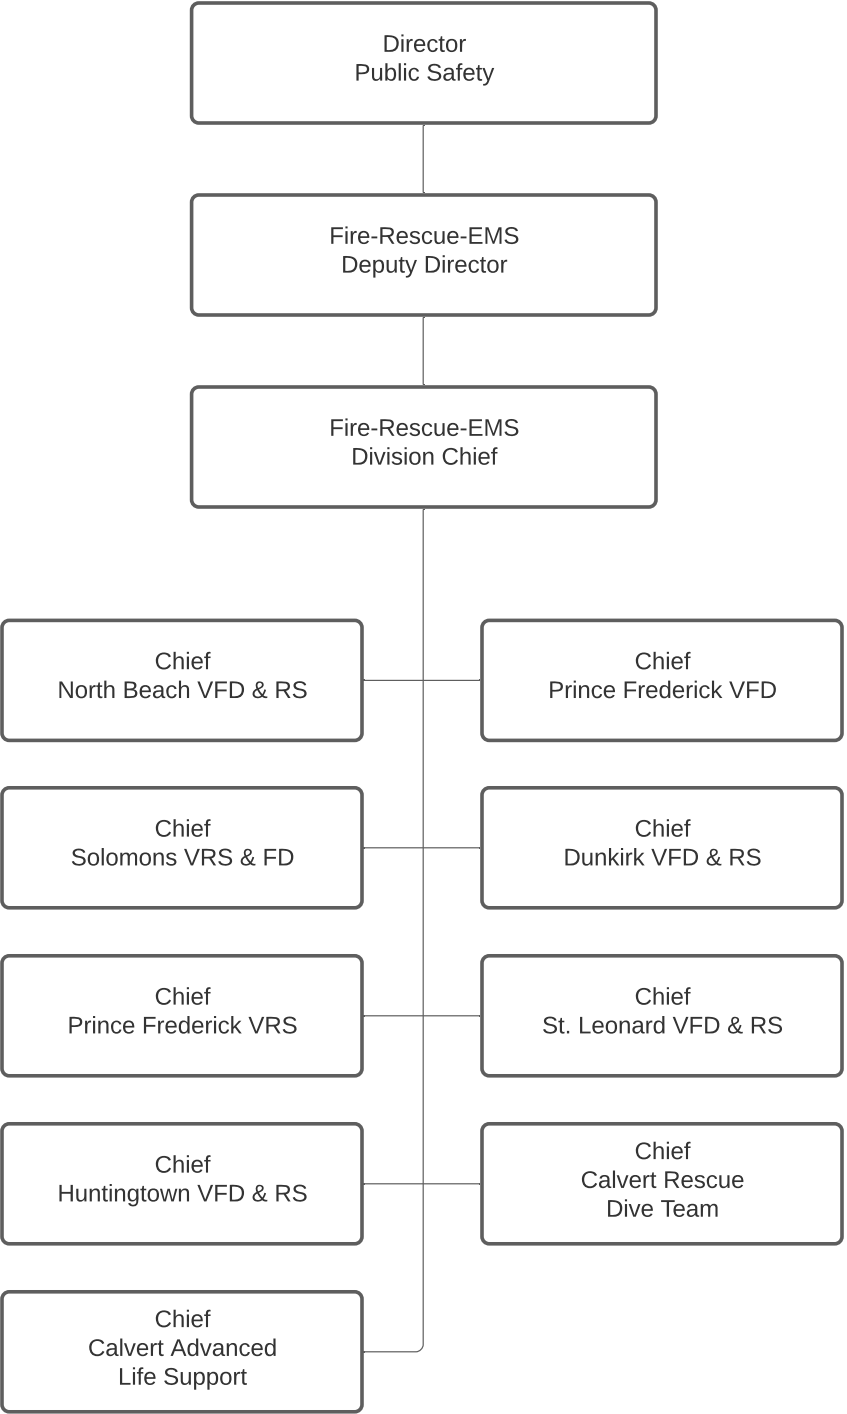 Director
Public Safety
Fire-Rescue-EMS
Deputy Director
Fire-Rescue-EMS
Division Chief
Chief
North Beach VFD & RS
Chief
Prince Frederick VFD
Chief
Solomons VRS & FD
Chief
Dunkirk VFD & RS
Chief
Prince Frederick VRS
Chief
St. Leonard VFD & RS
Chief
Huntingtown VFD & RS
Chief
Calvert Rescue
Dive Team
Chief
Calvert Advanced
Life Support